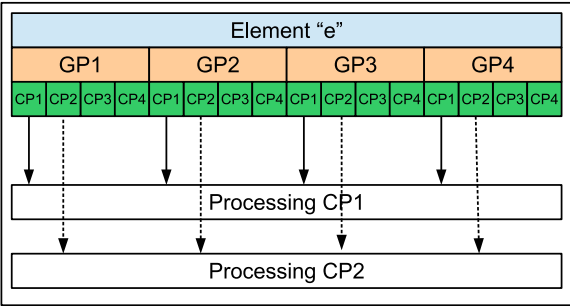 Element “e”
GP1 GP2 GP3 GP4
CP1 CP2 CP3 CP4 CP1 CP2 CP3 CP4 CP1 CP2 CP3 CP4 CP1 CP2 CP3 CP4
Processing CP1
Processing CP2